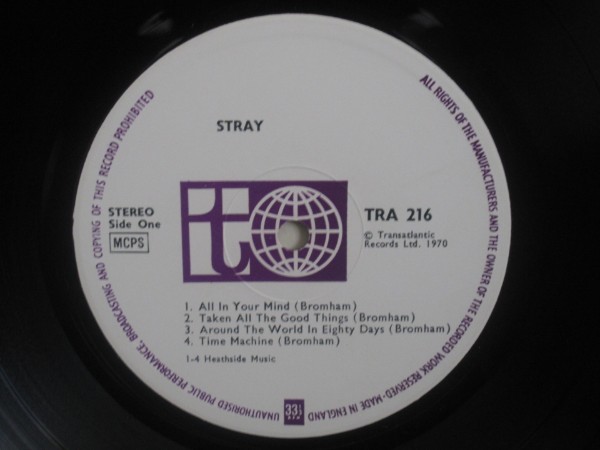 STRAY
STEREO
Side One
MCPS
TRA 216
© Transatlantic
Records Ltd. 1970
1. All In Your Mind (Bromham)
2. Taken All The Good Things (Bromham)
3. Around The World In Eighty Days (Bromham)
4. Time Machine (Bromham)
1-4 Heathside Music
ALL RIGHTS OF THE MANUFACTURERS AND THE OWNER OF THE RECORDED WORK RESERVED-MADE IN ENGLAND
33⅓
UNAUTHORISED PUBLIC PERFORMANCE, BROADCASTING AND COPYING OF THIS RECORD PROHIBITED